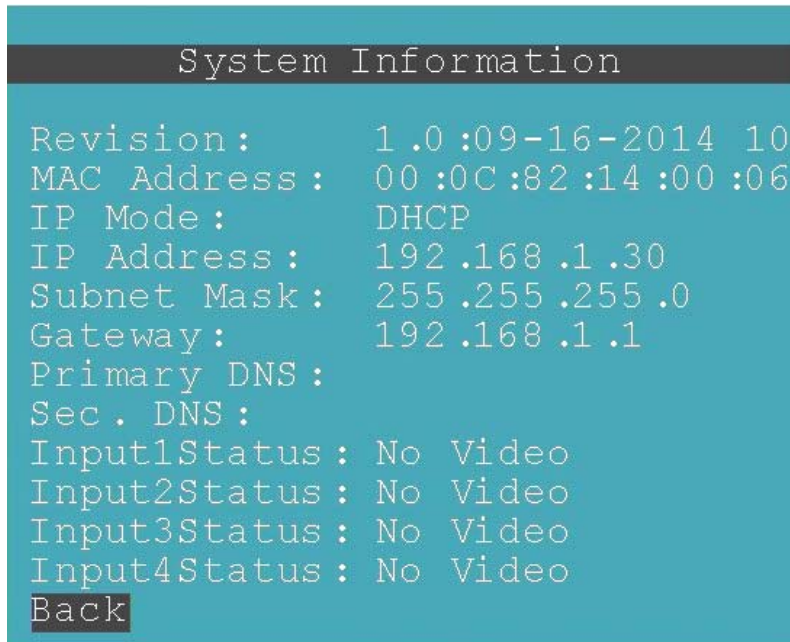 System Information
Revision: 1.0:09-16-2014 10
MAC Address: 00:0C:82:14:00:06
IP Mode: DHCP
IP Address: 192.168.1.30
Subnet Mask: 255.255.255.0
Gateway: 192.168.1.1
Primary DNS:
Sec. DNS:
Input1Status: No Video
Input2Status: No Video
Input3Status: No Video
Input4Status: No Video
Back